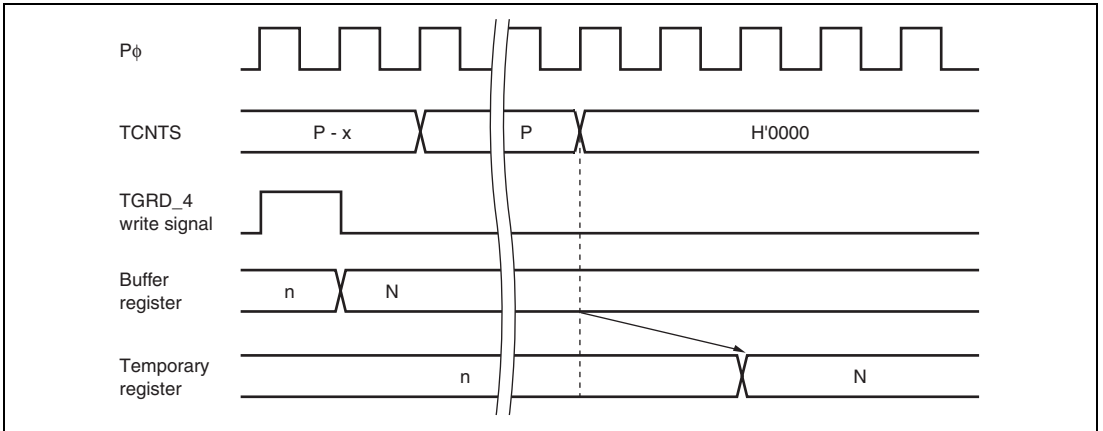 Pϕ
TCNTS
P - x
P
H'0000
TGRD_4
write signal
Buffer
register
n
N
Temporary
register
n
N